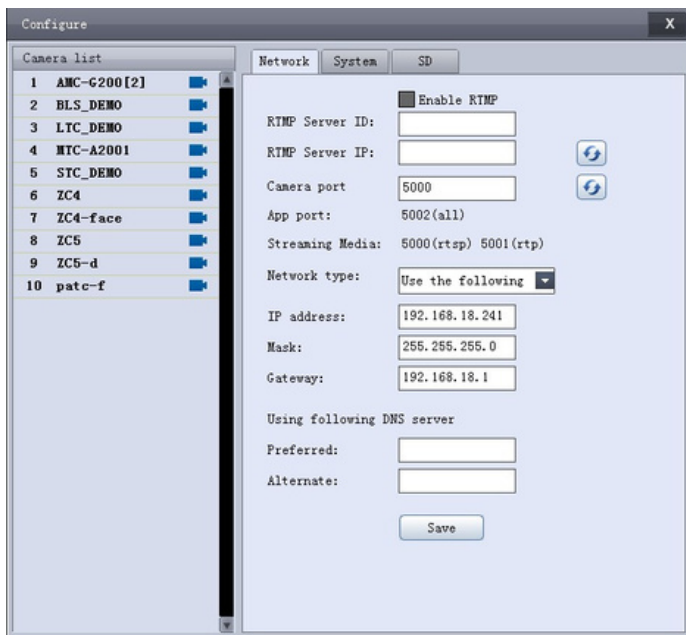 Configure
X
Camera list
1 AMC-G200[2]
2 BLS_DEMO
3 LTC_DEMO
4 MTC-A2001
5 STC_DEMO
6 ZC4
7 ZC4-face
8 ZC5
9 ZC5-d
10 patc-f
Network System SD
Enable RTMP
RTMP Server ID:
RTMP Server IP:
Camera port 5000
App port: 5002(all)
Streaming Media: 5000(rtsp) 5001(rtp)
Network type: Use the following
IP address: 192.168.18.241
Mask: 255.255.255.0
Gateway: 192.168.18.1
Using following DNS server
Preferred:
Alternate:
Save